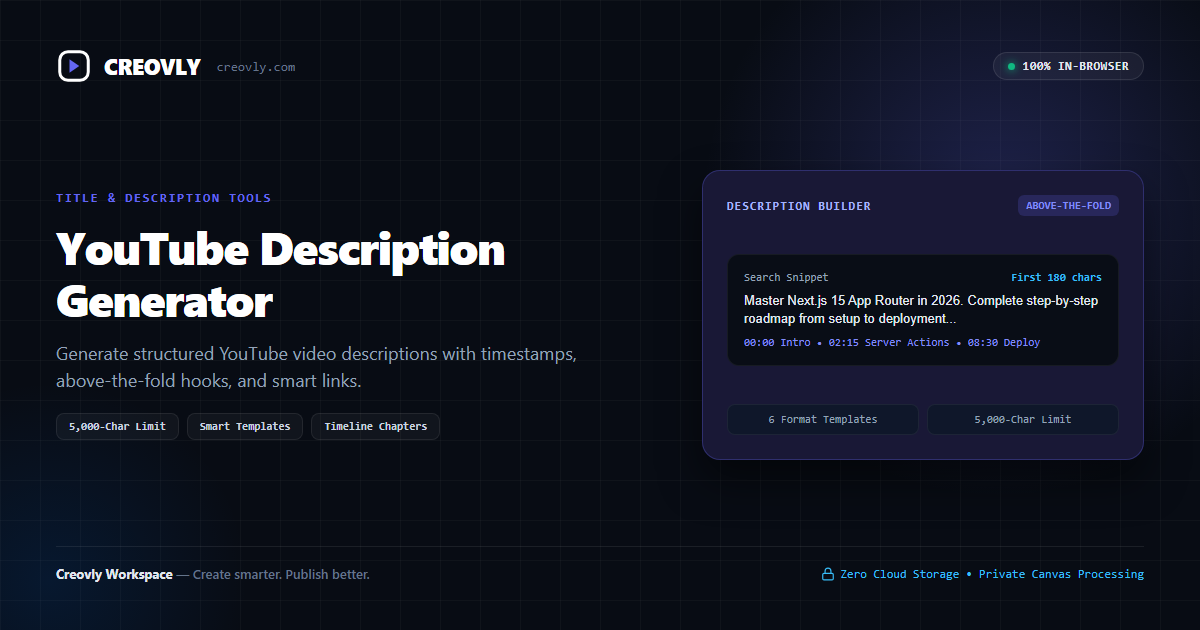 CREOVLY creovly.com
100% IN-BROWSER
TITLE & DESCRIPTION TOOLS
YouTube Description
Generator
Generate structured YouTube video descriptions with timestamps,
above-the-fold hooks, and smart links.
5,000-Char Limit Smart Templates Timeline Chapters
DESCRIPTION BUILDER ABOVE-THE-FOLD
Search Snippet First 180 chars
Master Next.js 15 App Router in 2026. Complete step-by-step
roadmap from setup to deployment...
00:00 Intro • 02:15 Server Actions • 08:30 Deploy
6 Format Templates 5,000-Char Limit
Creovly Workspace — Create smarter. Publish better.
Zero Cloud Storage • Private Canvas Processing